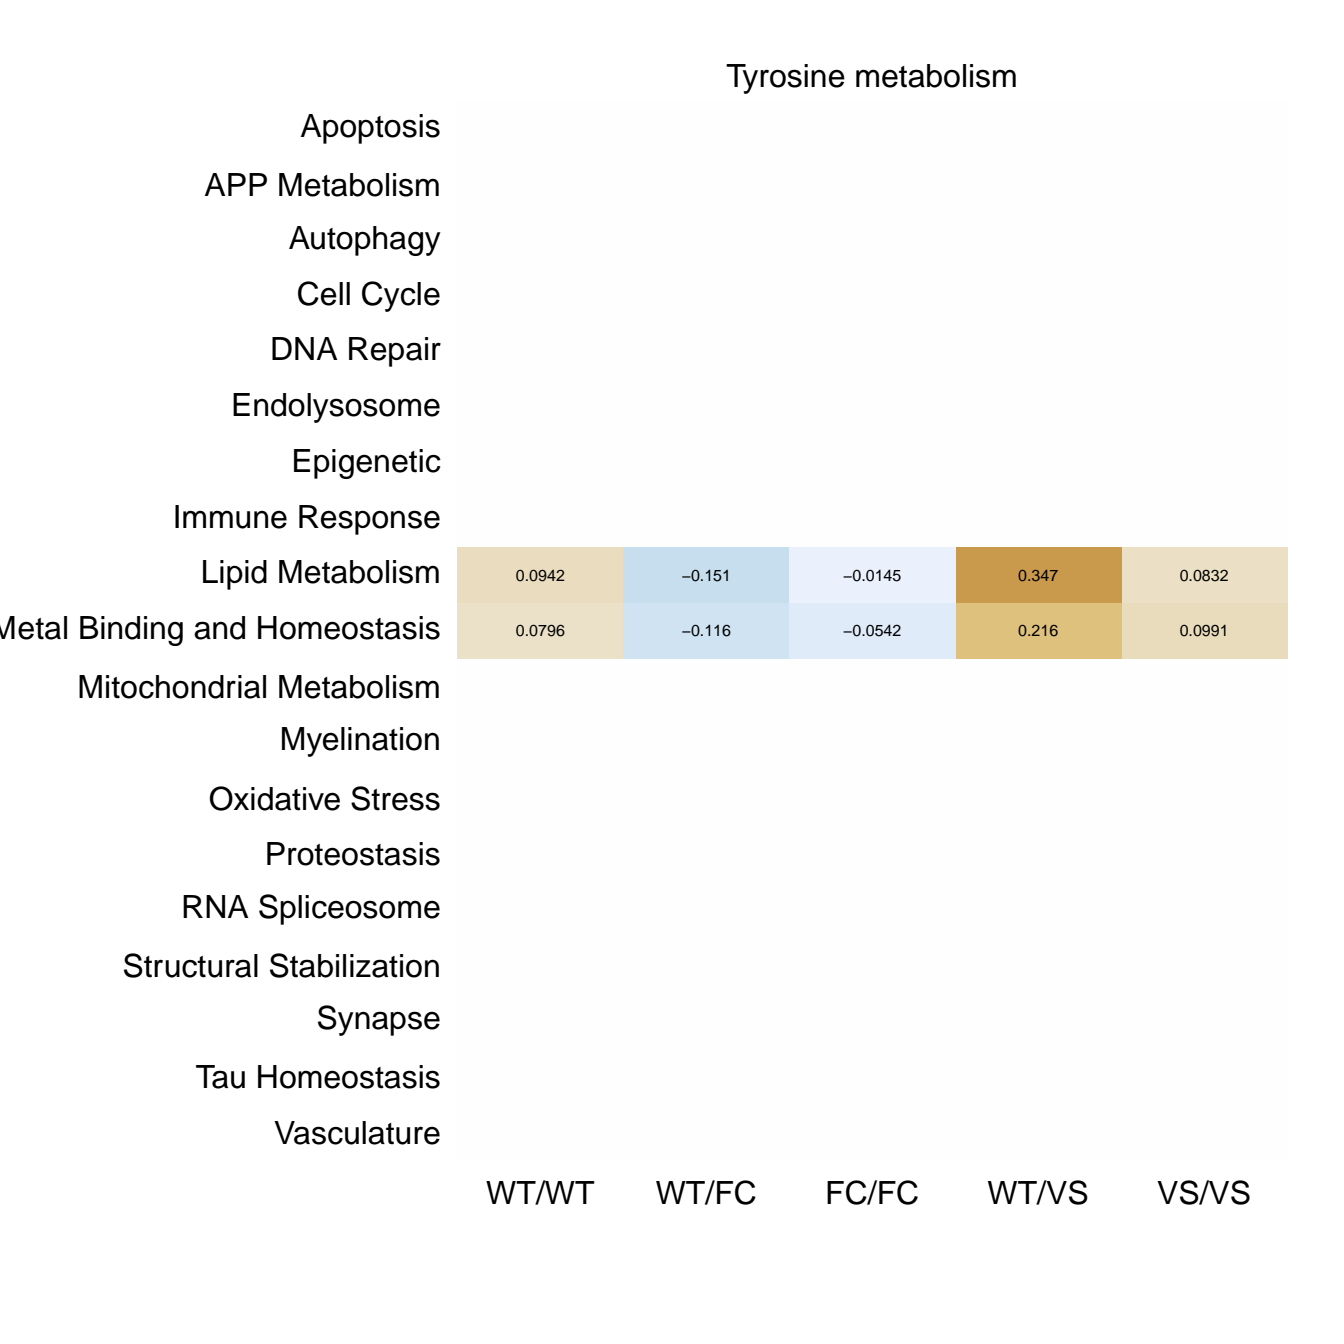 Tyrosine metabolism
Apoptosis
APP Metabolism
Autophagy
Cell Cycle
DNA Repair
Endolysosome
Epigenetic
Immune Response
Lipid Metabolism 0.0942 −0.151 −0.0145 0.347 0.0832
Metal Binding and Homeostasis 0.0796 −0.116 −0.0542 0.216 0.0991
Mitochondrial Metabolism
Myelination
Oxidative Stress
Proteostasis
RNA Spliceosome
Structural Stabilization
Synapse
Tau Homeostasis
Vasculature
WT/WT WT/FC FC/FC WT/VS VS/VS